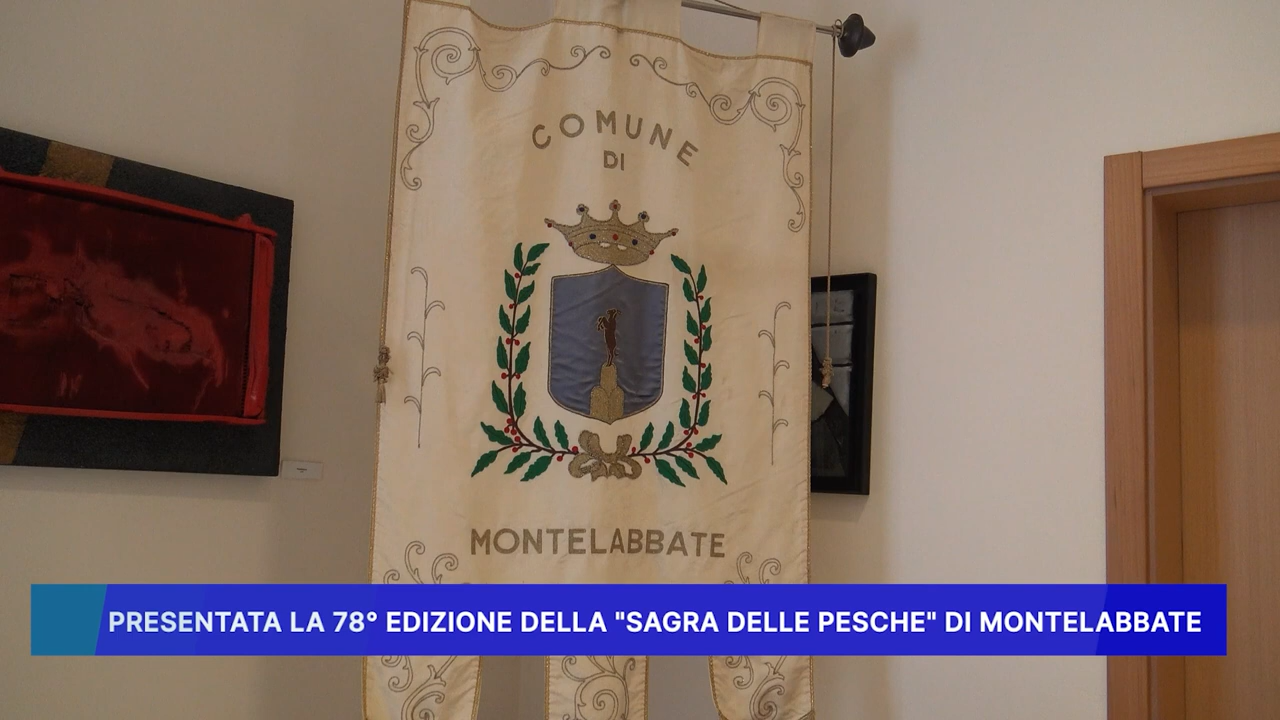 COMUNE
DI
MONTELABBATE
PRESENTATA LA 78° EDIZIONE DELLA "SAGRA DELLE PESCHE" DI MONTELABBATE